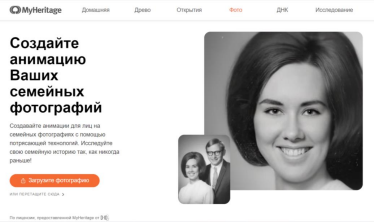 MyHeritage
Домашняя Древо Открытия Фото ДНК Исследование
Создайте
анимацию
Ваших
семейных
фотографий
Создавайте анимации для лиц на
семейных фотографиях с помощью
потрясающей технологии. Исследуйте
свою семейную историю так, как никогда
раньше!
Загрузите фотографию
ИЛИ ПЕРЕТАЩИТЕ СЮДА
По лицензии, предоставленной MyHeritage от